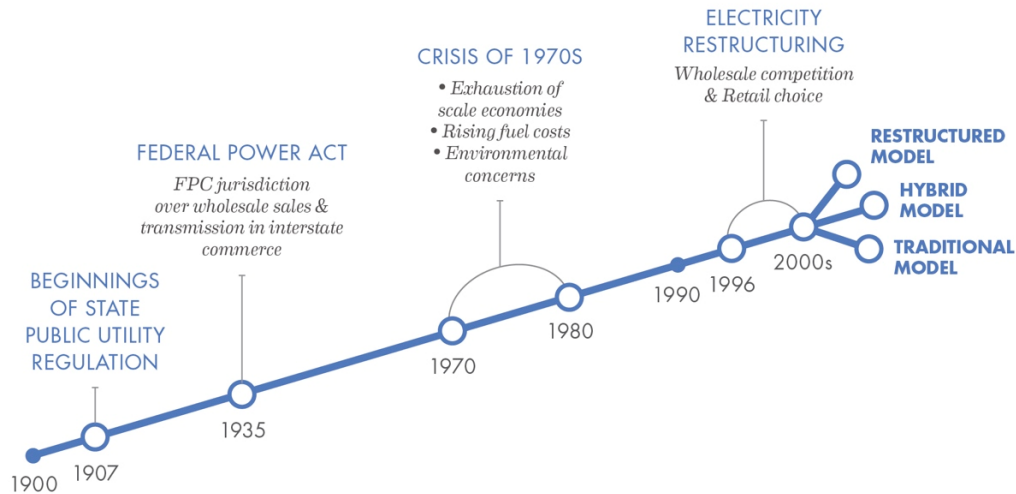 ELECTRICITY
RESTRUCTURING
Wholesale competition
& Retail choice
CRISIS OF 1970S
• Exhaustion of
scale economies
• Rising fuel costs
• Environmental
concerns
FEDERAL POWER ACT
FPC jurisdiction
over wholesale sales &
transmission in interstate
commerce
BEGINNINGS
OF STATE
PUBLIC UTILITY
REGULATION
RESTRUCTURED
MODEL
HYBRID
MODEL
TRADITIONAL
MODEL
1900
1907
1935
1970
1980
1990
1996
2000s